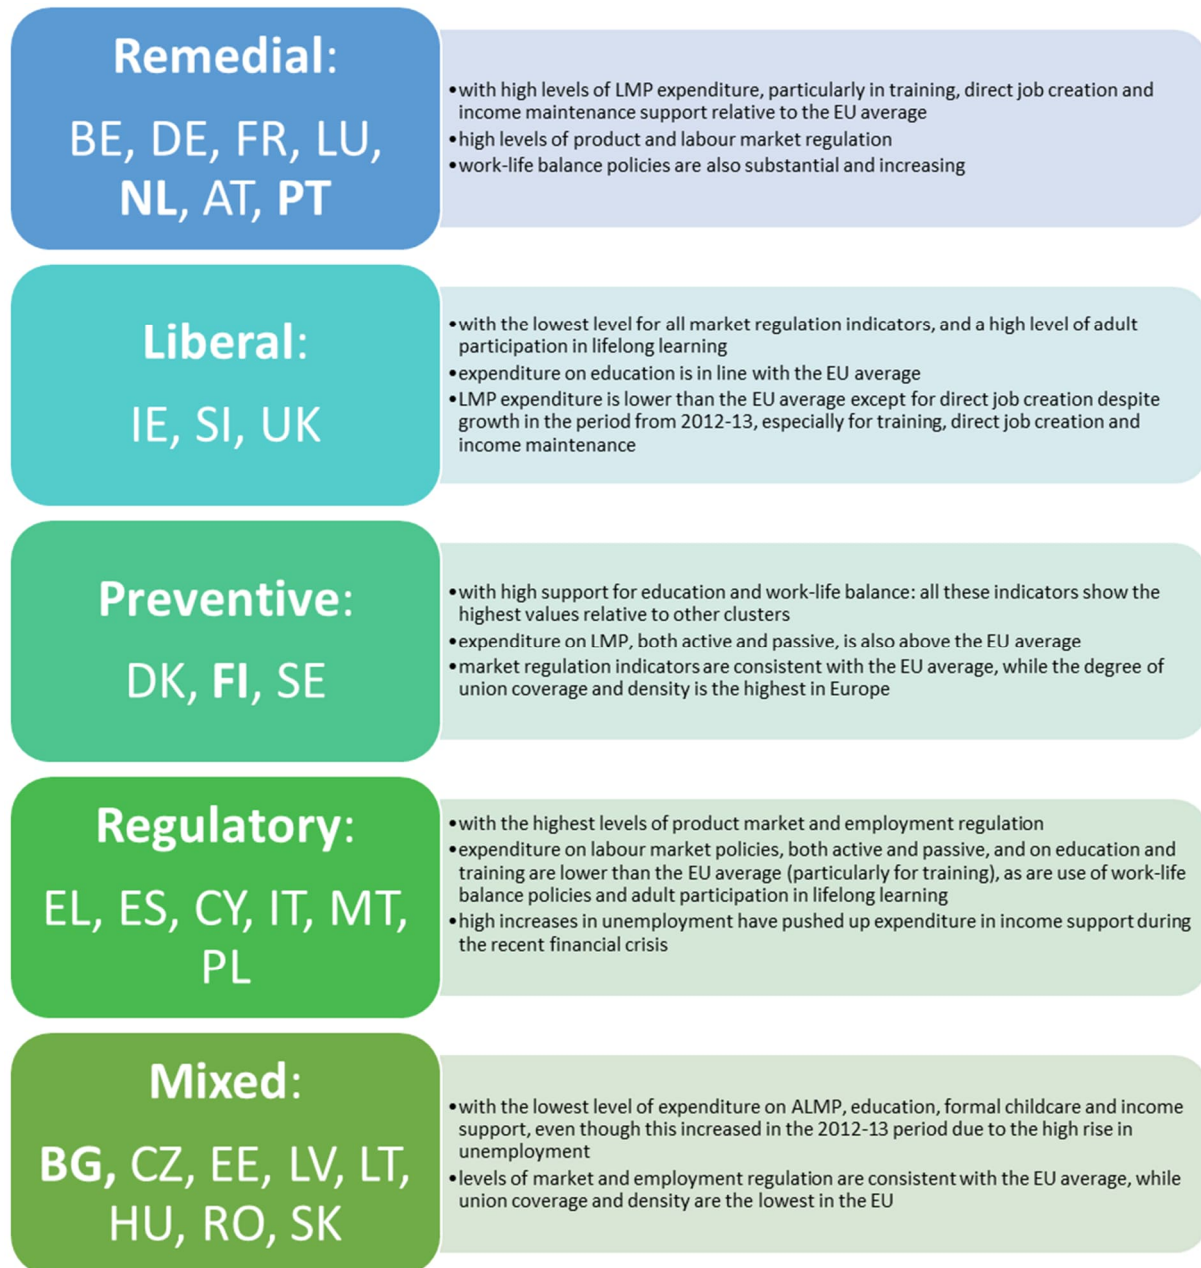 Remedial:
BE, DE, FR, LU,
NL, AT, PT
•with high levels of LMP expenditure, particularly in training, direct job creation and
income maintenance support relative to the EU average
•high levels of product and labour market regulation
•work-life balance policies are also substantial and increasing
Liberal:
IE, SI, UK
•with the lowest level for all market regulation indicators, and a high level of adult
participation in lifelong learning
•expenditure on education is in line with the EU average
•LMP expenditure is lower than the EU average except for direct job creation despite
growth in the period from 2012-13, especially for training, direct job creation and
income maintenance
Preventive:
DK, FI, SE
•with high support for education and work-life balance: all these indicators show the
highest values relative to other clusters
•expenditure on LMP, both active and passive, is also above the EU average
•market regulation indicators are consistent with the EU average, while the degree of
union coverage and density is the highest in Europe
Regulatory:
EL, ES, CY, IT, MT,
PL
•with the highest levels of product market and employment regulation
•expenditure on labour market policies, both active and passive, and on education and
training are lower than the EU average (particularly for training), as are use of work-life
balance policies and adult participation in lifelong learning
•high increases in unemployment have pushed up expenditure in income support during
the recent financial crisis
Mixed:
BG, CZ, EE, LV, LT,
HU, RO, SK
•with the lowest level of expenditure on ALMP, education, formal childcare and income
support, even though this increased in the 2012-13 period due to the high rise in
unemployment
•levels of market and employment regulation are consistent with the EU average, while
union coverage and density are the lowest in the EU